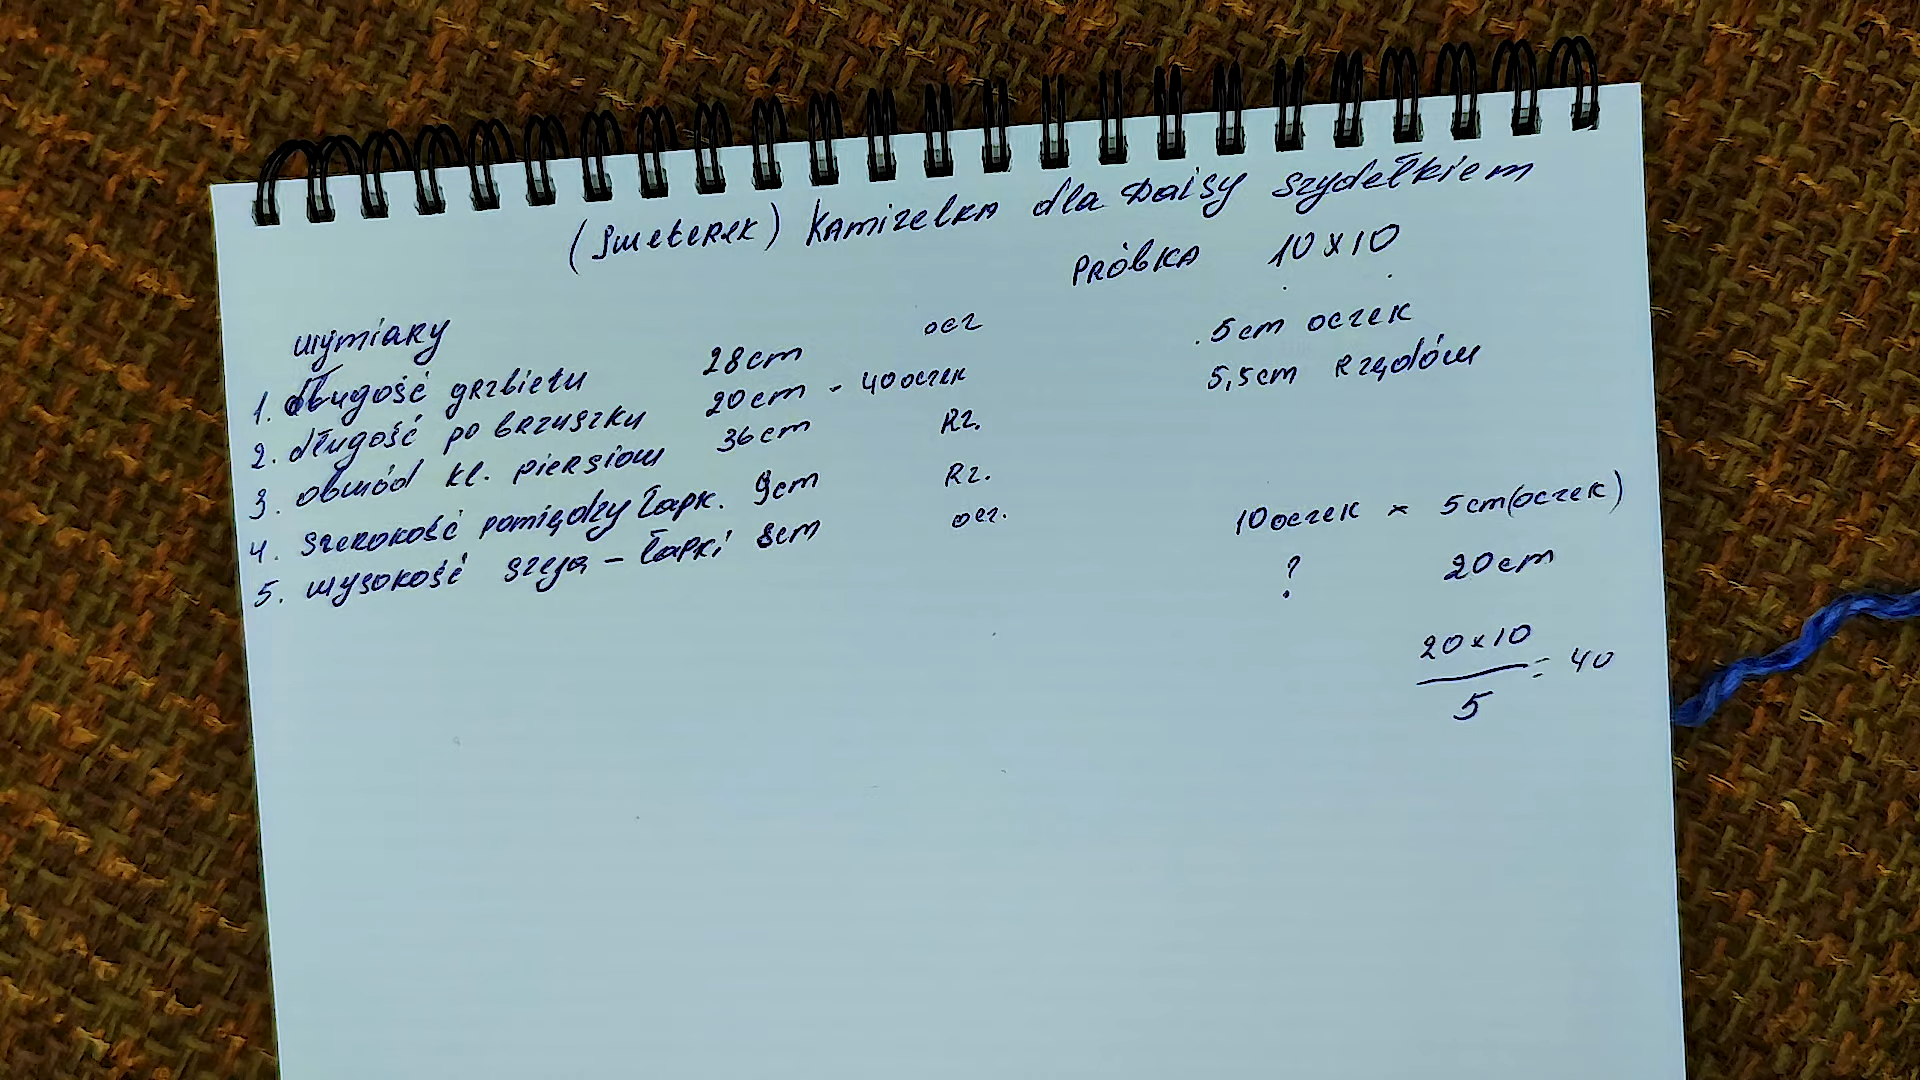 (Sweterek) Kamizelka dla Daisy szydełkiem
PRÓBKA 10 x 10
wymiary
1. długość grzbietu 28cm ocz
2. długość po brzuszku 20cm - 40 oczek
3. obwód kl. piersiow 36cm Rz.
4. szerokość pomiędzy łapk. 9cm Rz.
5. wysokość szyja - łapki 8cm ocz.
5cm oczek
5,5cm Rzędów
10 oczek x 5cm (oczek)
? 20cm
20x10
5
= 40